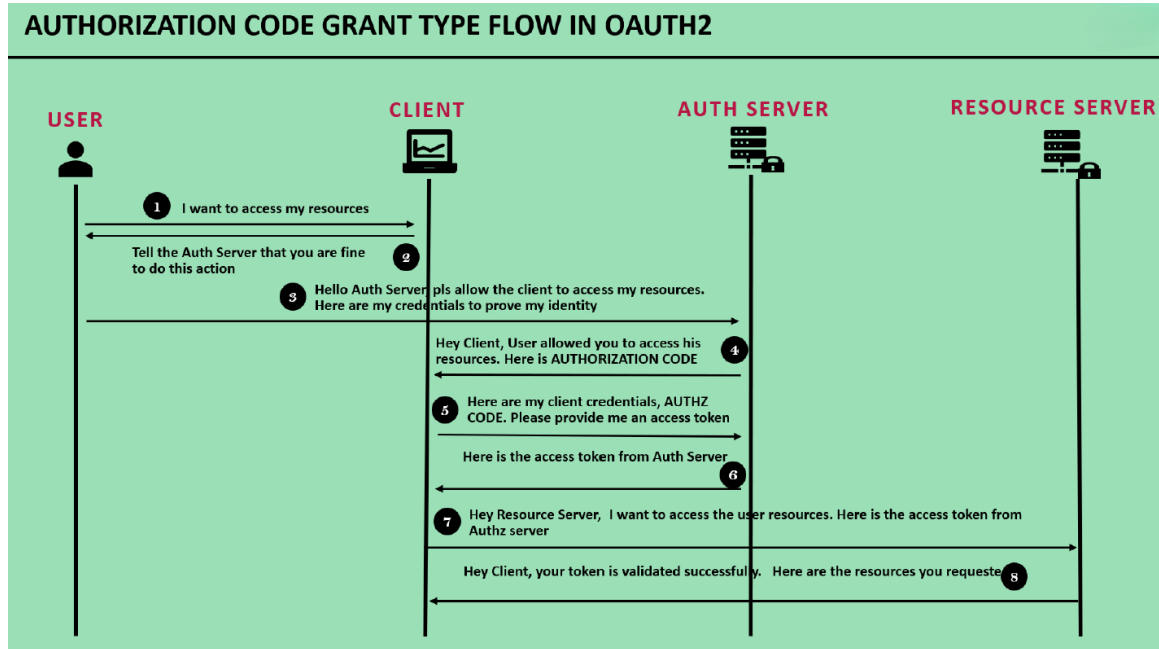 AUTHORIZATION CODE GRANT TYPE FLOW IN OAUTH2
USER
CLIENT
AUTH SERVER
RESOURCE SERVER
1 I want to access my resources
Tell the Auth Server that you are fine
to do this action
2
3 Hello Auth Server, pls allow the client to access my resources.
Here are my credentials to prove my identity
Hey Client, User allowed you to access his
resources. Here is AUTHORIZATION CODE
4
5 Here are my client credentials, AUTHZ
CODE. Please provide me an access token
Here is the access token from Auth Server
6
7 Hey Resource Server, I want to access the user resources. Here is the access token from
Authz server
Hey Client, your token is validated successfully. Here are the resources you requeste
8